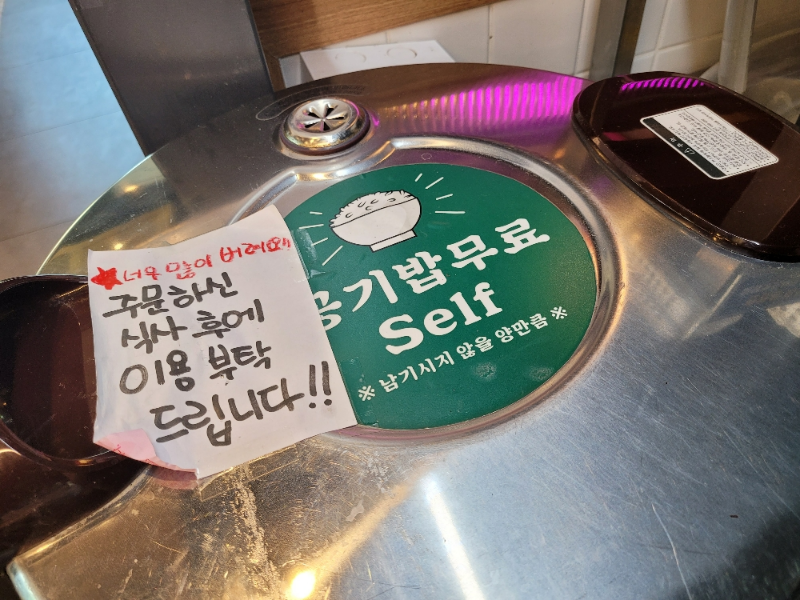 ★너무 많이 버려요!!
주문하신
식사 후에
이용 부탁
드립니다!!
공기밥무료
Self
※ 남기시지 않을 양만큼 ※